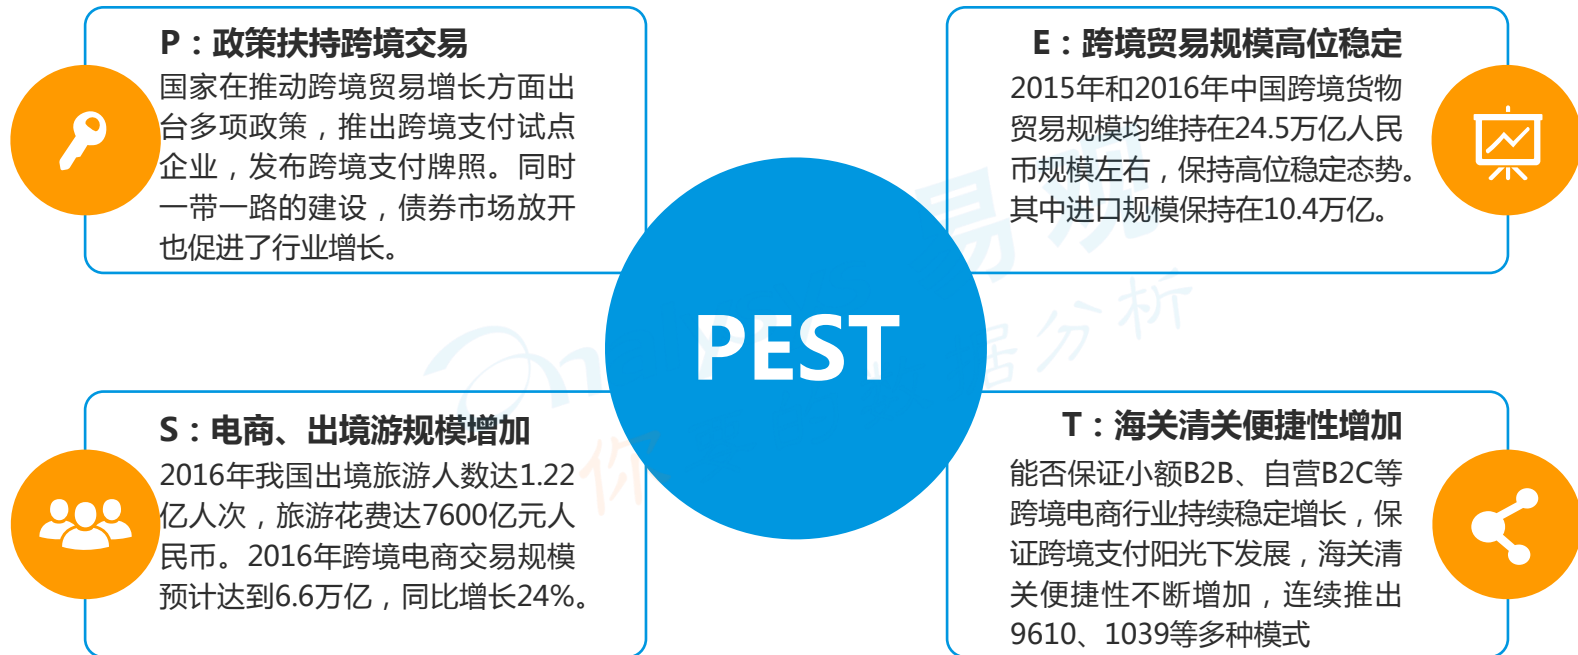 P：政策扶持跨境交易
国家在推动跨境贸易增长方面出
台多项政策，推出跨境支付试点
企业，发布跨境支付牌照。同时
一带一路的建设，债券市场放开
也促进了行业增长。
E：跨境贸易规模高位稳定
2015年和2016年中国跨境货物
贸易规模均维持在24.5万亿人民
币规模左右，保持高位稳定态势。
其中进口规模保持在10.4万亿。
PEST
易观
据分析
你
S：电商、出境游规模增加
2016年我国出境旅游人数达1.22
亿人次，旅游花费达7600亿元人
民币。2016年跨境电商交易规模
预计达到6.6万亿，同比增长24%。
T：海关清关便捷性增加
能否保证小额B2B、自营B2C等
跨境电商行业持续稳定增长，保
证跨境支付阳光下发展，海关清
关便捷性不断增加，连续推出
9610、1039等多种模式